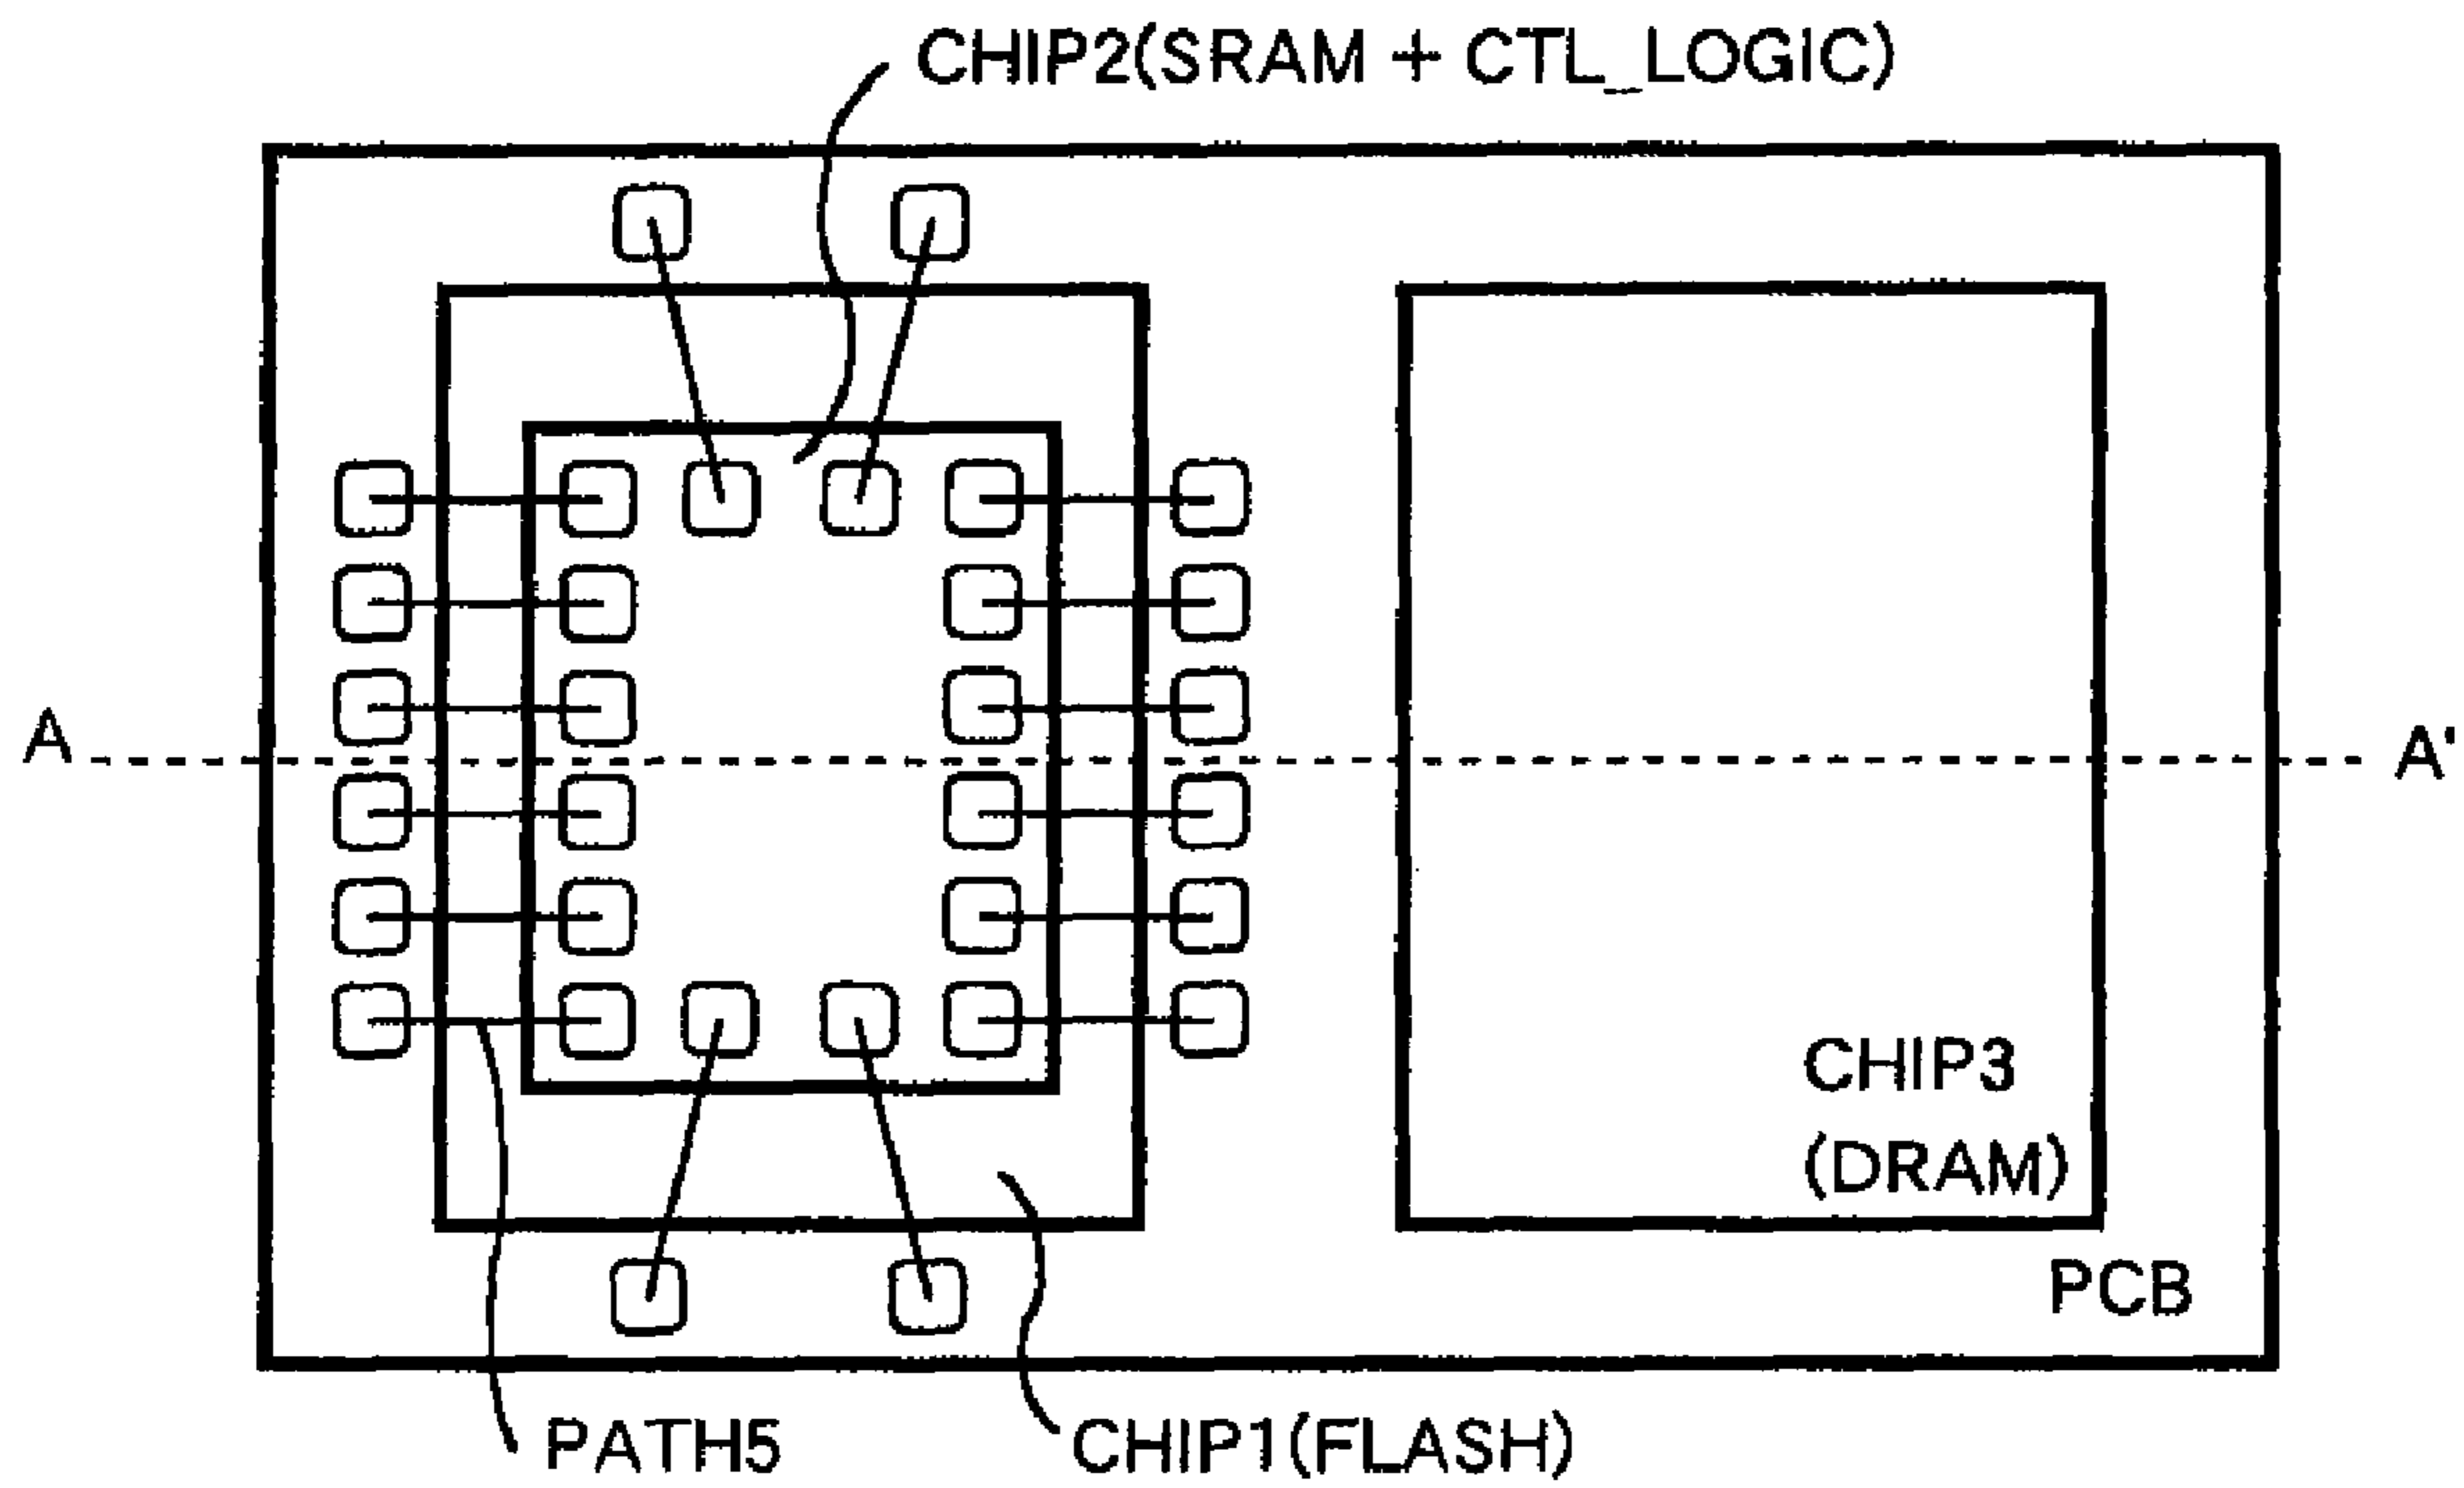 CHIP2(SRAM + CTL_LOGIC)
A
A'
CHIP3
(DRAM)
PCB
PATH5
CHIP1(FLASH)